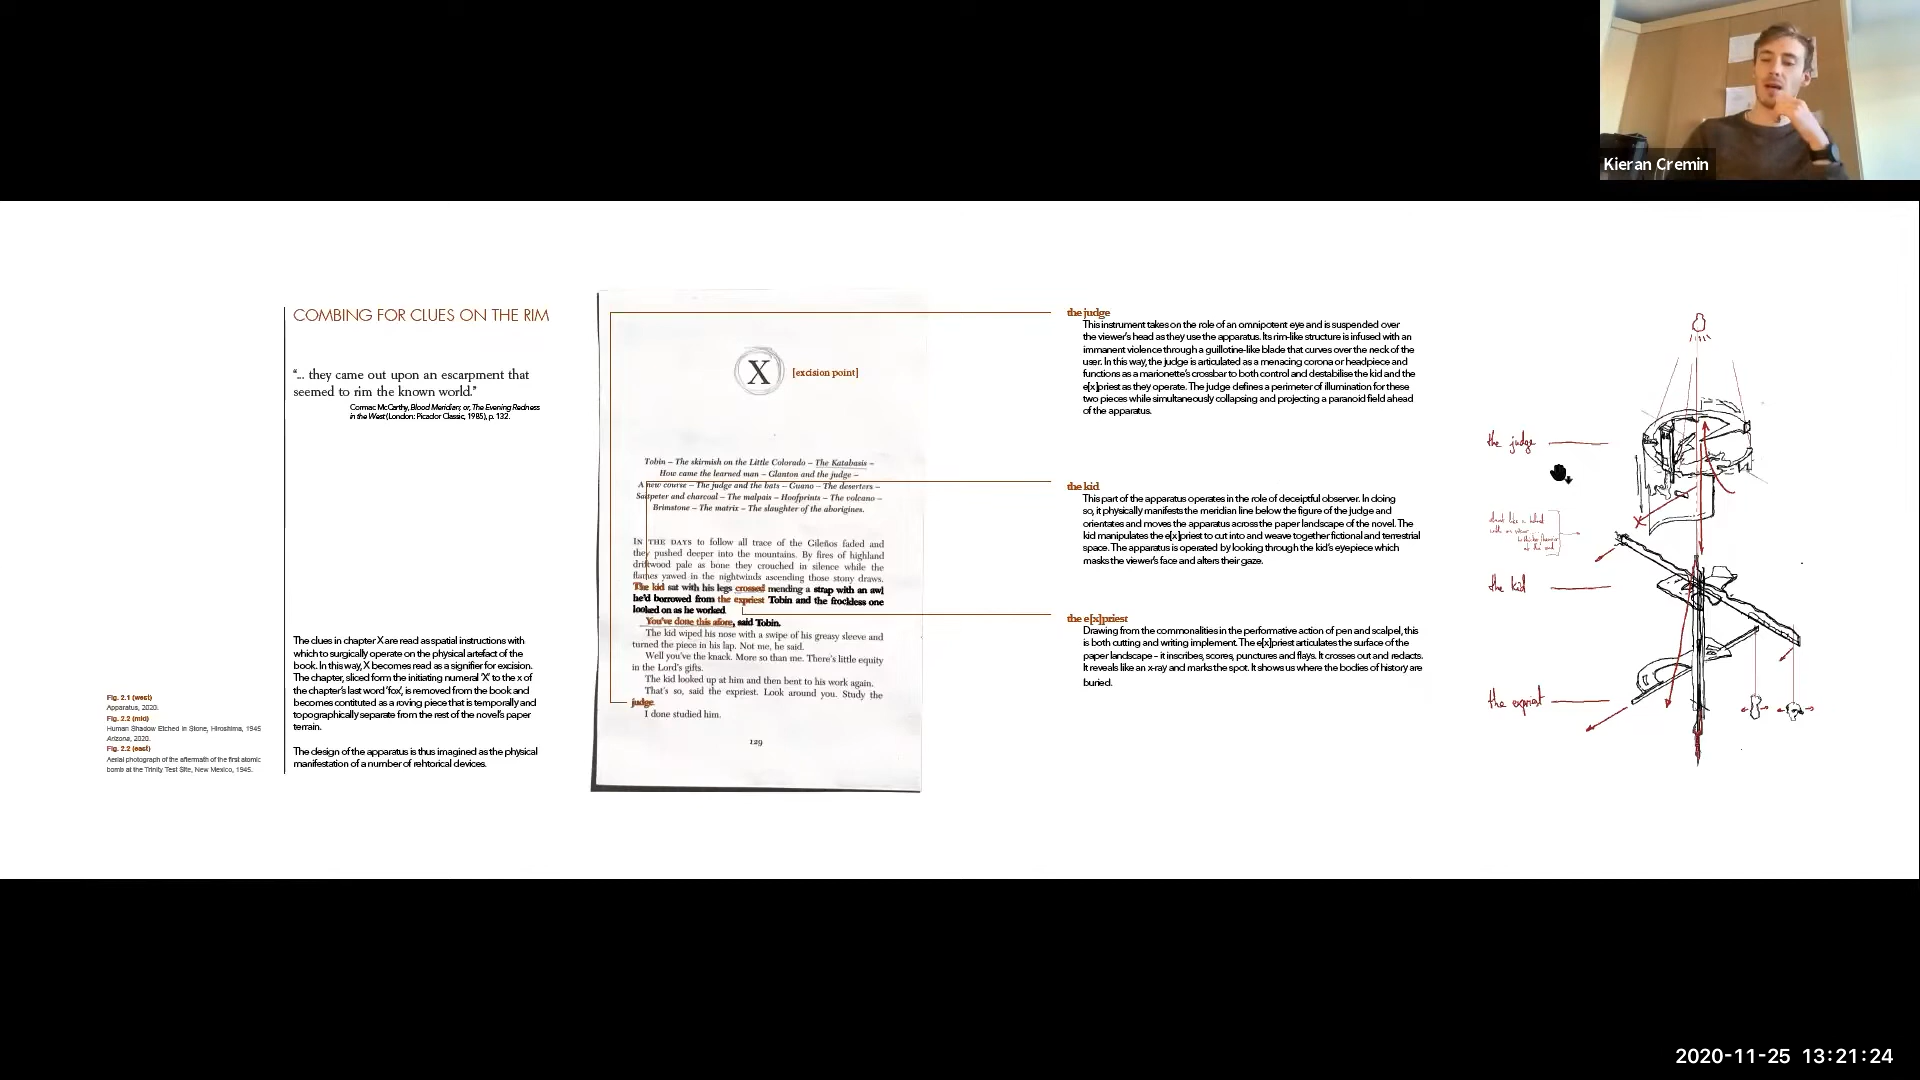 Kieran Cremin
COMBING FOR CLUES ON THE RIM
“... they came out upon an escarpment that
seemed to rim the known world.”
Cormac McCarthy, Blood Meridian; or, The Evening Redness
in the West (London: Picador Classic, 1985), p. 132.
The clues in chapter X are read as spatial instructions with
which to surgically operate on the physical artefact of the
book. In this way, X becomes read as a signifier for excision.
The chapter, sliced form the initiating numeral ‘X’ to the x of
the chapter’s last word ‘fox’, is removed from the book and
becomes contituted as a roving piece that is temporally and
topographically separate from the rest of the novel’s paper
terrain.
The design of the apparatus is thus imagined as the physical
manifestation of a number of rehtorical devices.
Fig. 2.1 (west)
Apparatus, 2020.
Fig. 2.2 (mid)
Human Shadow Etched in Stone, Hiroshima, 1945
Arizona, 2020.
Fig. 2.2 (east)
Aerial photograph of the aftermath of the first atomic
bomb at the Trinity Test Site, New Mexico, 1945.
X
[excision point]
Tobin – The skirmish on the Little Colorado – The Katabasis –
How came the learned man – Glanton and the judge –
A new course – The judge and the bats – Guano – The deserters –
Saltpeter and charcoal – The malpais – Hoofprints – The volcano –
Brimstone – The matrix – The slaughter of the aborigines.
IN THE DAYS to follow all trace of the Gileños faded and
they pushed deeper into the mountains. By fires of highland
driftwood pale as bone they crouched in silence while the
flames yawed in the nightwinds ascending those stony draws.
The kid sat with his legs crossed mending a strap with an awl
he’d borrowed from the expriest Tobin and the frockless one
looked on as he worked
You’ve done this afore, said Tobin.
The kid wiped his nose with a swipe of his greasy sleeve and
turned the piece in his lap. Not me, he said.
Well you’ve the knack. More so than me. There’s little equity
in the Lord’s gifts.
The kid looked up at him and then bent to his work again.
That’s so, said the expriest. Look around you. Study the
judge.
I done studied him.
129
the judge
This instrument takes on the role of an omnipotent eye and is suspended over
the viewer’s head as they use the apparatus. Its rim-like structure is infused with an
immanent violence through a guillotine-like blade that curves over the neck of the
user. In this way, the judge is articulated as a menacing corona or headpiece and
functions as a marionette’s crossbar to both control and destabilise the kid and the
e[x]priest as they operate. The judge defines a perimeter of illumination for these
two pieces while simultaneously collapsing and projecting a paranoid field ahead
of the apparatus.
the kid
This part of the apparatus operates in the role of deceiptful observer. In doing
so, it physically manifests the meridian line below the figure of the judge and
orientates and moves the apparatus across the paper landscape of the novel. The
kid manipulates the e[x]priest to cut into and weave together fictional and terrestrial
space. The apparatus is operated by looking through the kid’s eyepiece which
masks the viewer’s face and alters their gaze.
the e[x]priest
Drawing from the commonalities in the performative action of pen and scalpel, this
is both cutting and writing implement. The e[x]priest articulates the surface of the
paper landscape – it inscribes, scores, punctures and flays. It crosses out and redacts.
It reveals like an x-ray and marks the spot. It shows us where the bodies of history are
buried.
the judge
the kid
the expriest
2020-11-25 13:21:24